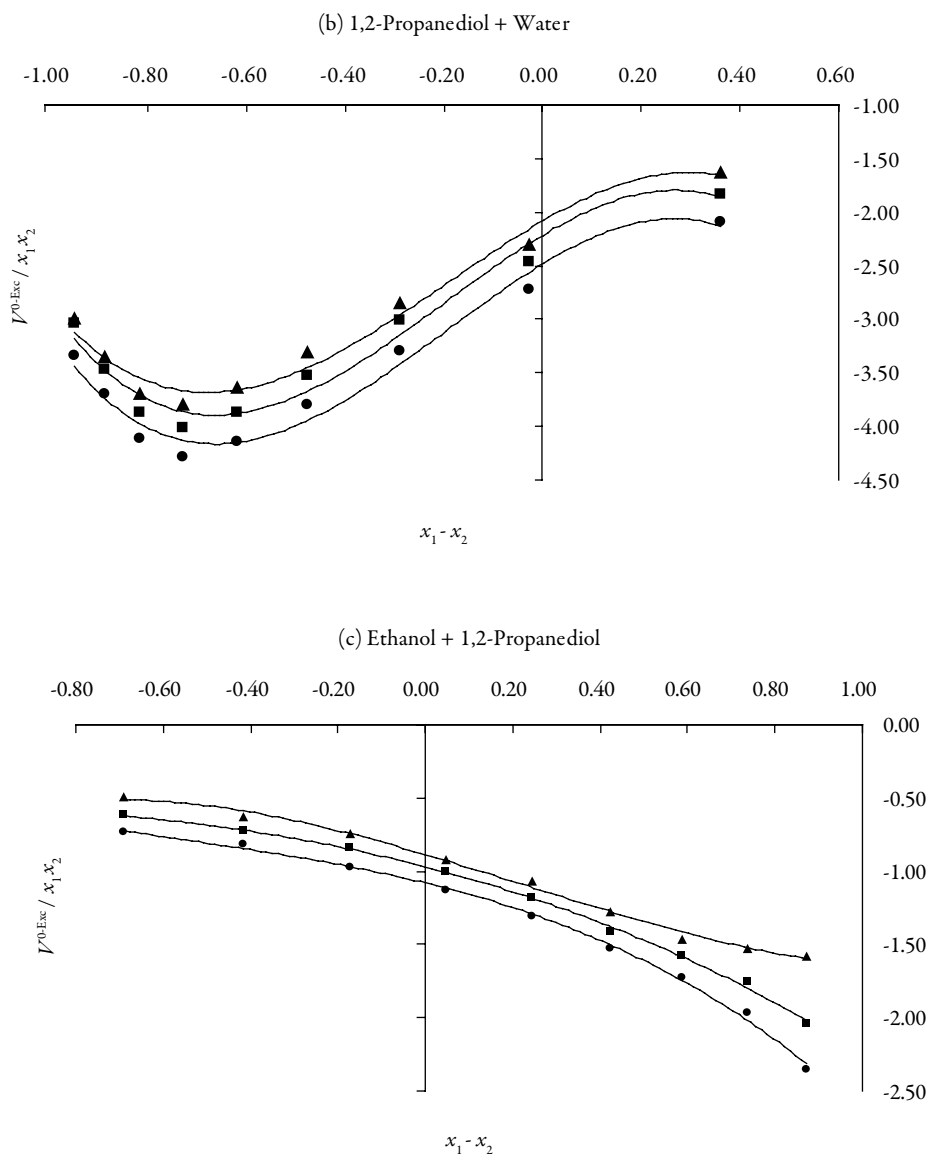 (b) 1,2-Propanediol + Water
-1.00 -0.80 -0.60 -0.40 -0.20 0.00 0.20 0.40 0.60
-1.00
-1.50
-2.00
-2.50
-3.00
-3.50
-4.00
-4.50
V0-Exc / x1x2
x1 - x2
(c) Ethanol + 1,2-Propanediol
-0.80 -0.60 -0.40 -0.20 0.00 0.20 0.40 0.60 0.80 1.00
0.00
-0.50
-1.00
-1.50
-2.00
-2.50
V0-Exc / x1x2
x1 - x2